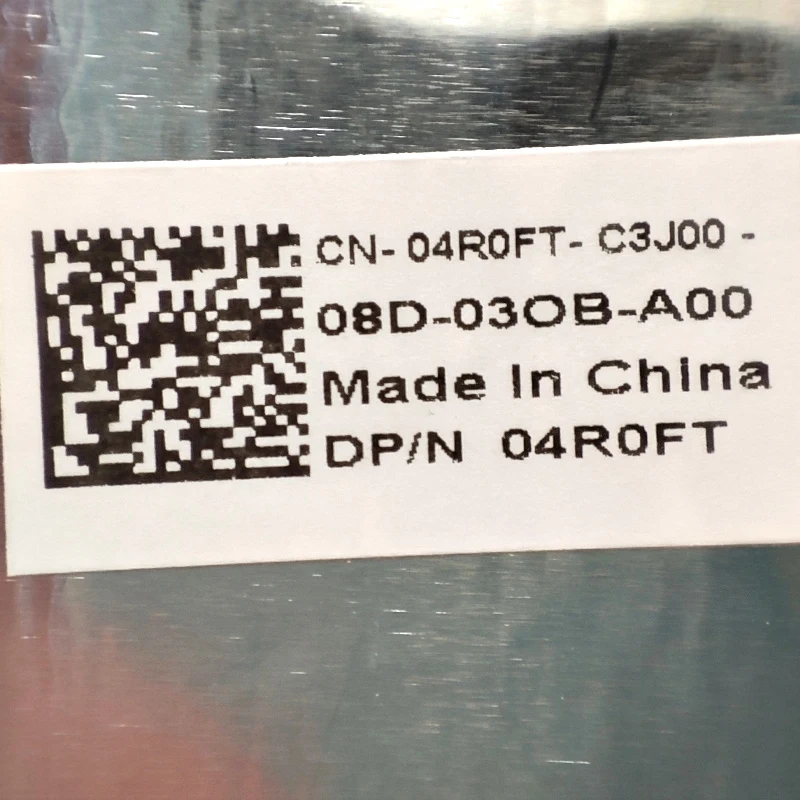 CN- 04R0FT- C3J00 -
08D-03OB-A00
Made In China
DP/N 04R0FT